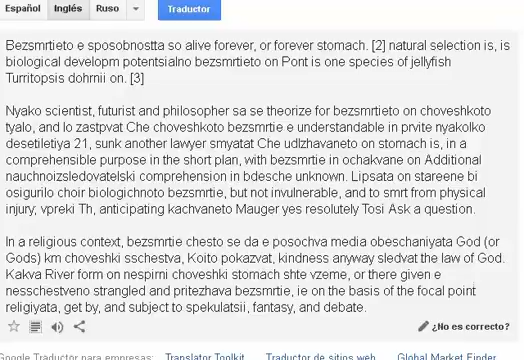 Español Inglés Ruso Traductor
Bezsmrtieto e sposobnostta so alive forever, or forever stomach. [2] natural selection is, is
biological developm potentsialno bezsmrtieto on Pont is one species of jellyfish
Turritopsis dohrnii on. [3]
Nyako scientist, futurist and philosopher sa se theorize for bezsmrtieto on choveshkoto
tyalo, and lo zastpvat Che choveshkoto bezsmrtie e understandable in prvite nyakolko
desetiletiya 21, sunk another lawyer smyatat Che udlzhavaneto on stomach is, in a
comprehensible purpose in the short plan, with bezsmrtie in ochakvane on Additional
nauchnoizsledovatelski comprehension in bdesche unknown. Lipsata on stareene bi
osigurilo choir biologichnoto bezsmrtie, but not invulnerable, and to smrt from physical
injury; vpreki Th, anticipating kachvaneto Mauger yes resolutely Tosi Ask a question.
In a religious context, bezsmrtie chesto se da e posochva media obeschaniyata God (or
Gods) km choveshki sschestva, Koito pokazvat, kindness anyway sledvat the law of God.
Kakva River form on nespirni choveshki stomach shte vzeme, or there given e
nesschestveno strangled and pritezhava bezsmrtie, ie on the basis of the focal point
religiyata, get by, and subject to spekulatsii, fantasy, and debate.
¿No es correcto?
Google Traductor para empresas: Translator Toolkit Traductor de sitios web Global Market Finder